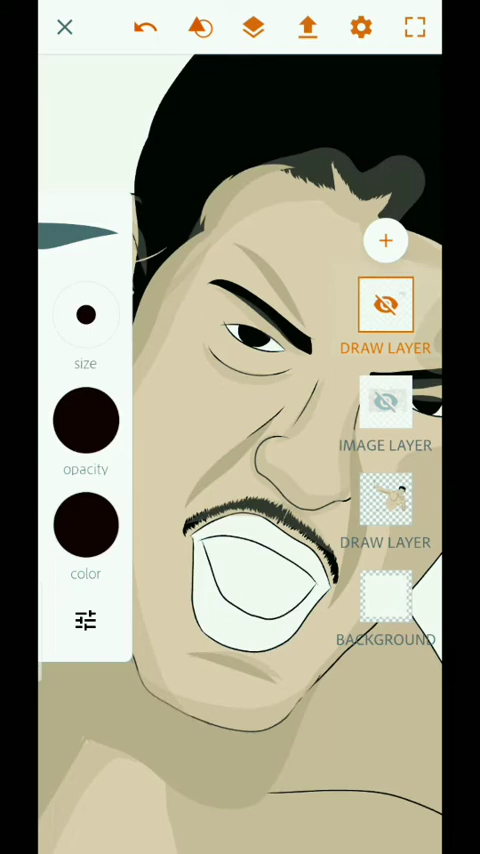 size
opacity
color
DRAW LAYER
IMAGE LAYER
DRAW LAYER
BACKGROUND